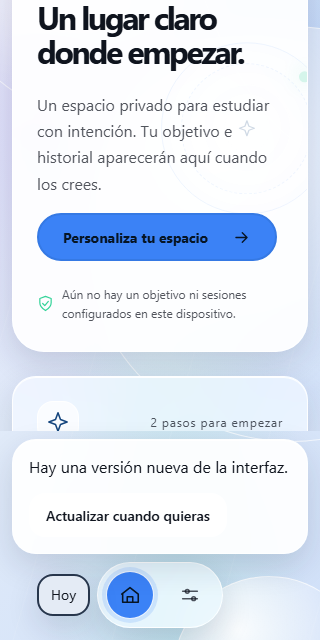 Un lugar claro
donde empezar.
Un espacio privado para estudiar
con intención. Tu objetivo e
historial aparecerán aquí cuando
los crees.
Personaliza tu espacio
Aún no hay un objetivo ni sesiones
configurados en este dispositivo.
2 pasos para empezar
Hay una versión nueva de la interfaz.
Actualizar cuando quieras
Hoy